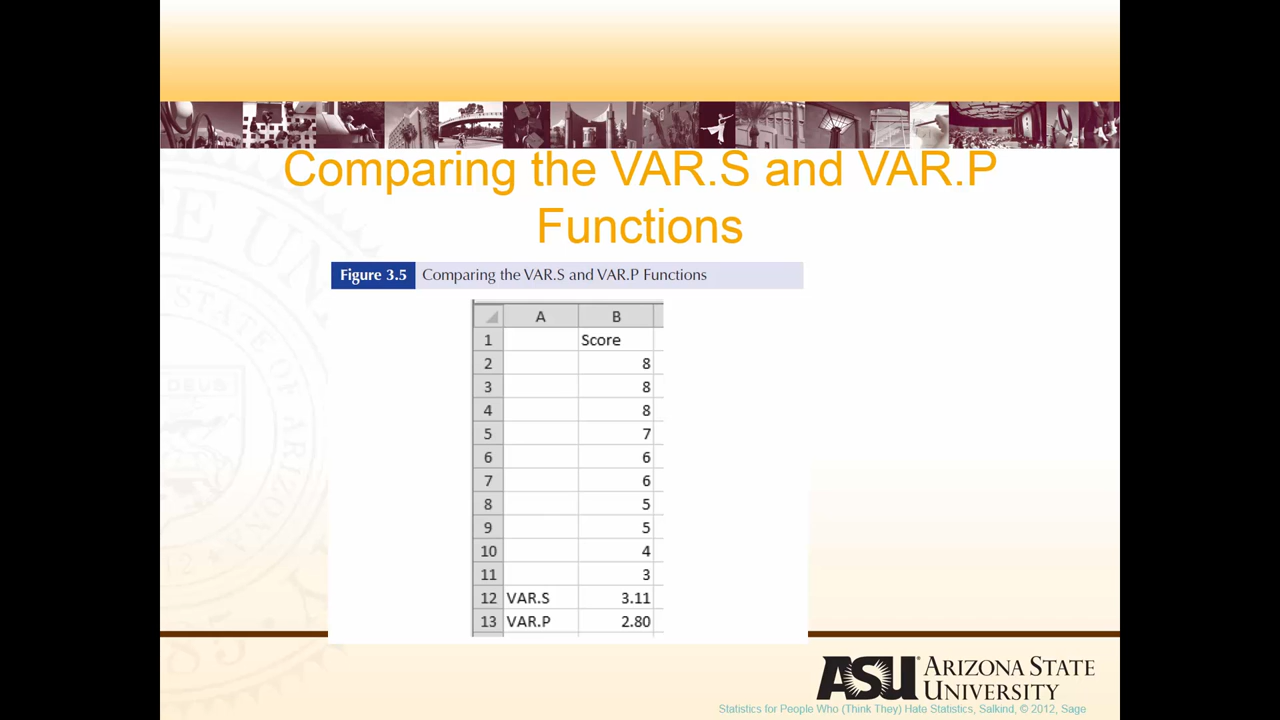 Comparing the VAR.S and VAR.P
Functions
Figure 3.5 Comparing the VAR.S and VAR.P Functions
A B
1 Score
2 8
3 8
4 8
5 7
6 6
7 6
8 5
9 5
10 4
11 3
12 VAR.S 3.11
13 VAR.P 2.80
ASU ARIZONA STATE
UNIVERSITY
Statistics for People Who (Think They) Hate Statistics, Salkind, © 2012, Sage